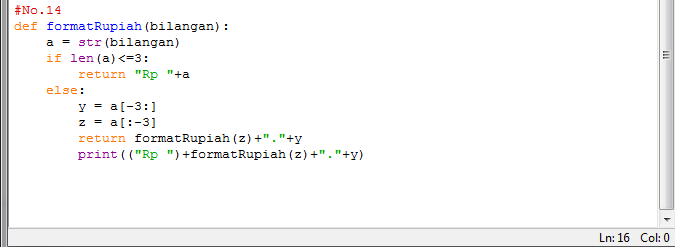 #No.14
def formatRupiah(bilangan):
    a = str(bilangan)
    if len(a)<=3:
        return "Rp "+a
    else:
        y = a[-3:]
        z = a[:-3]
        return formatRupiah(z)+"."+y
        print(("Rp ")+formatRupiah(z)+"."+y)
Ln: 16 Col: 0